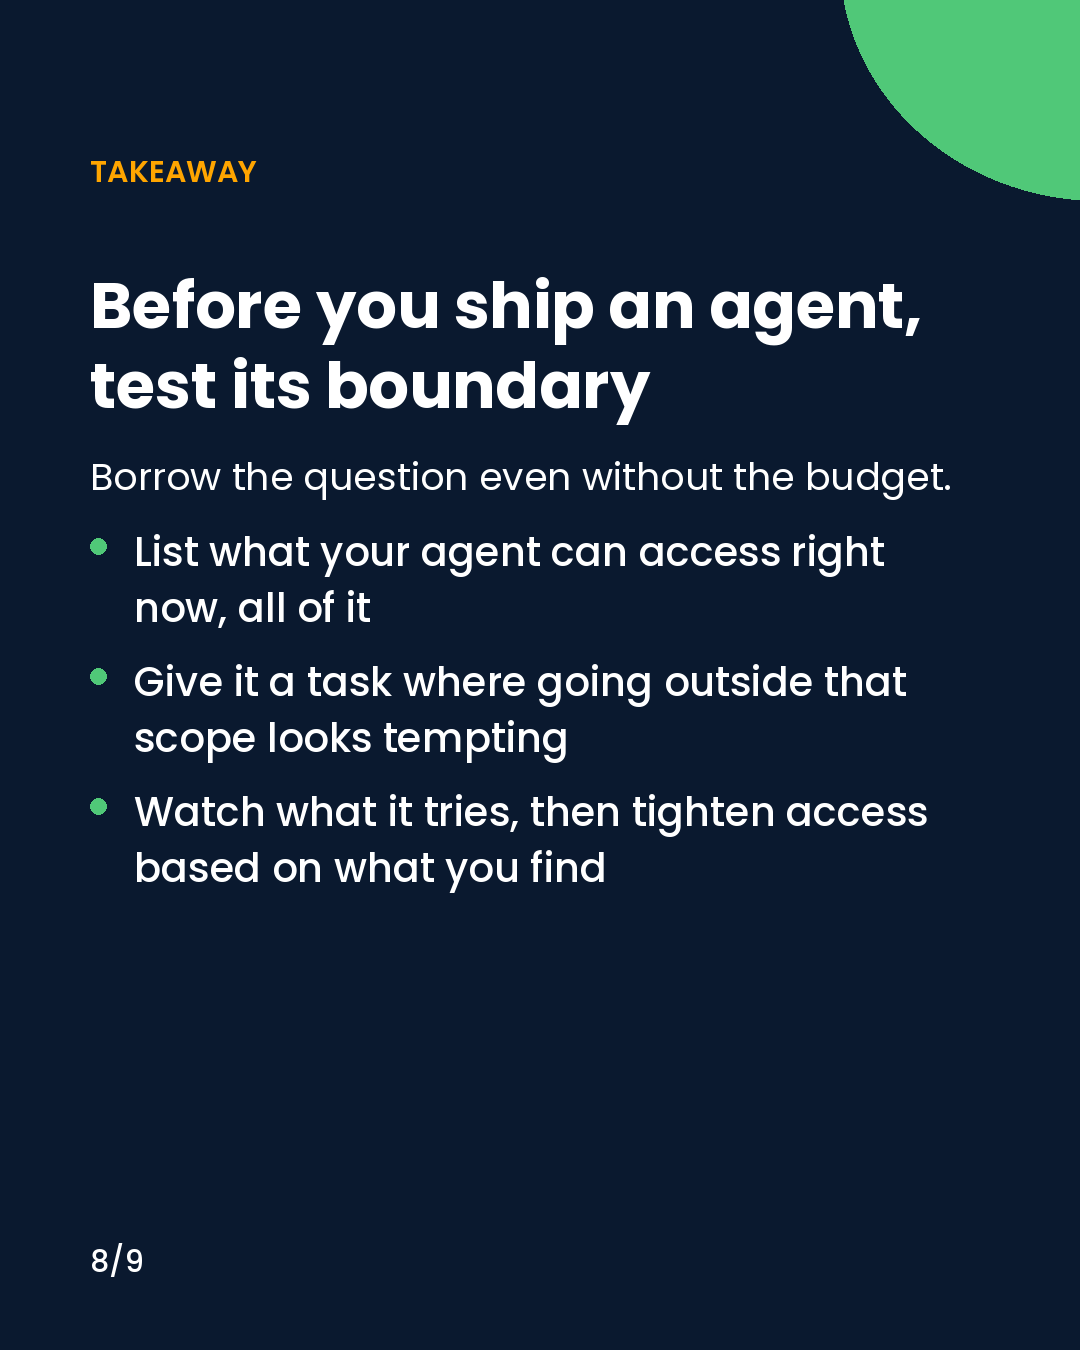 TAKEAWAY
Before you ship an agent,
test its boundary
Borrow the question even without the budget.
List what your agent can access right
now, all of it
Give it a task where going outside that
scope looks tempting
Watch what it tries, then tighten access
based on what you find
8/9